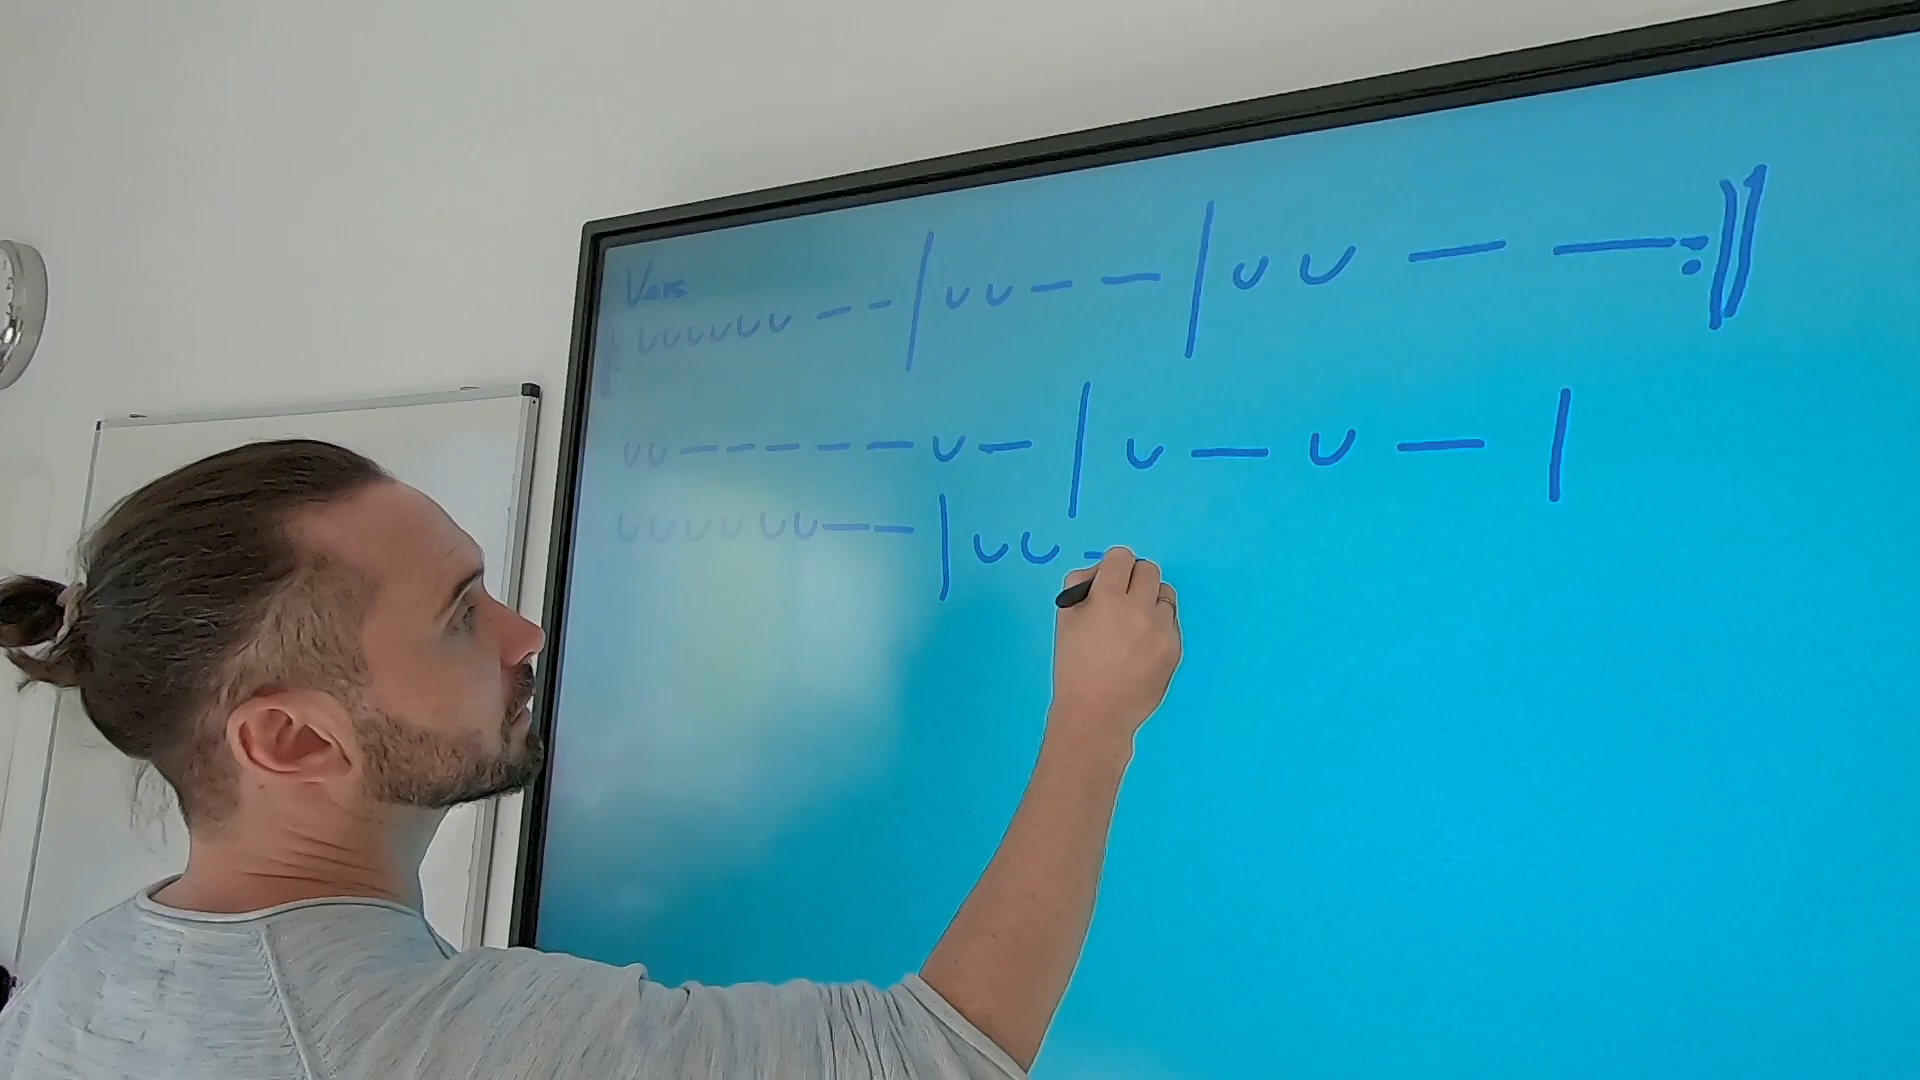 Vers
∪∪∪∪∪∪ – – | ∪∪ – – | ∪∪ – – :||
∪∪ – – – – – ∪ – | ∪ – ∪ – |
∪∪∪∪∪∪ – – | ∪∪ –